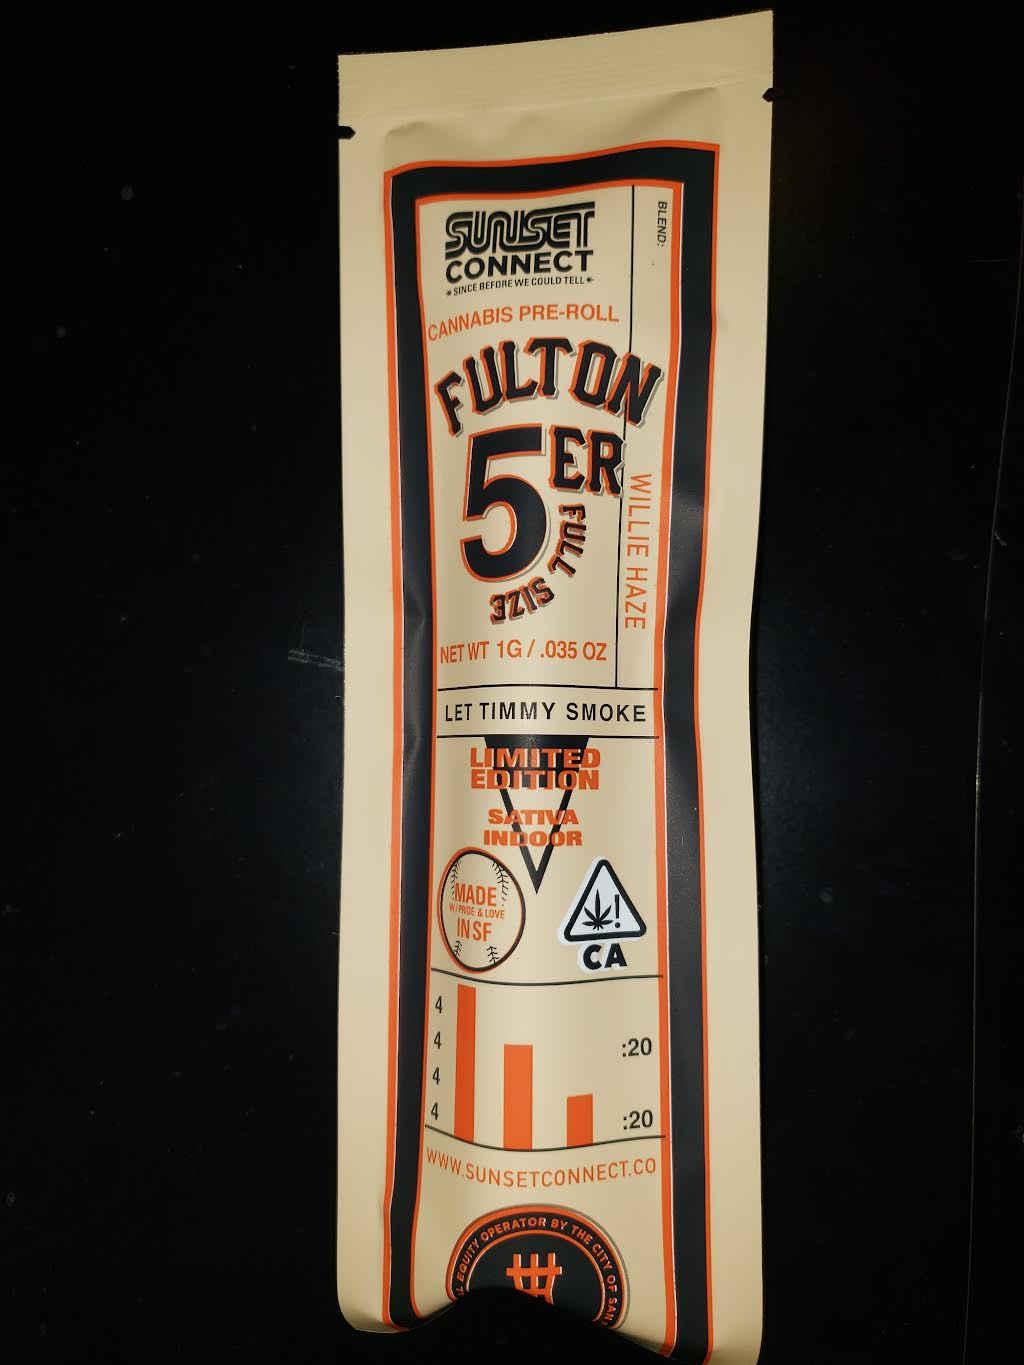 SUNSET
CONNECT
*SINCE BEFORE WE COULD TELL*
BLEND:
CANNABIS PRE-ROLL
FULTON
5ER
FULL SIZE
WILLIE HAZE
NET WT 1G / .035 OZ
LET TIMMY SMOKE
LIMITED
EDITION
SATIVA
INDOOR
MADE
W/ PRIDE & LOVE
IN SF
!
CA
4
4 :20
4
4 :20
WWW.SUNSETCONNECT.CO
EQUITY OPERATOR BY THE CITY OF SAN